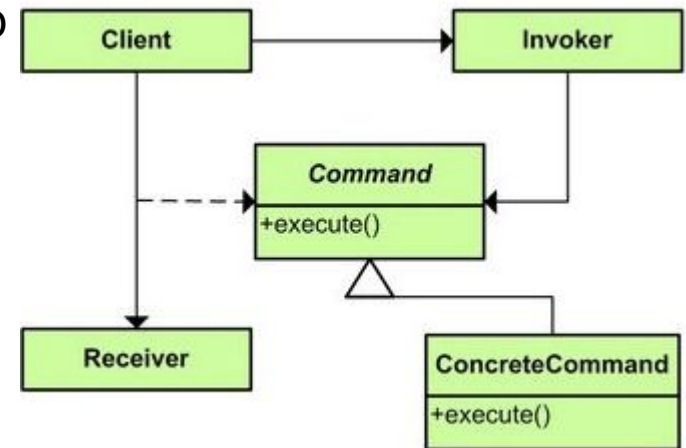 Client
Invoker
Command
+execute()
Receiver
ConcreteCommand
+execute()